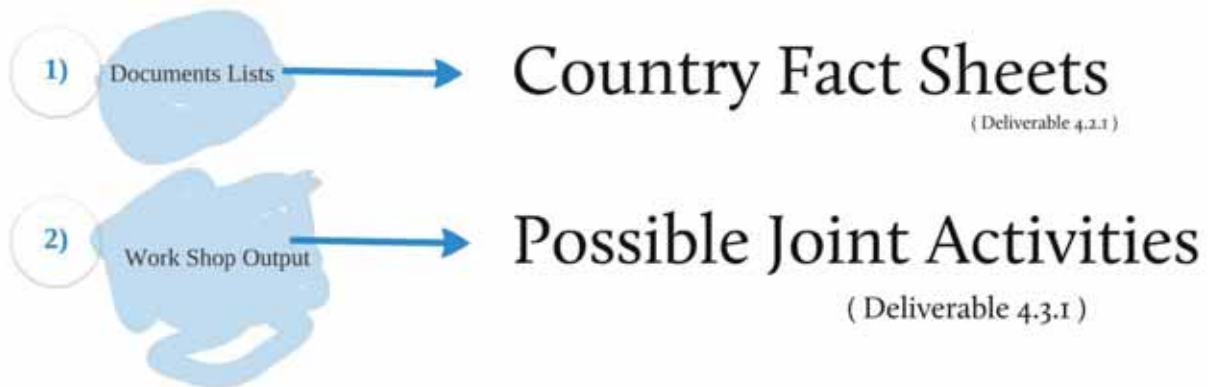 1) Documents Lists Country Fact Sheets
( Deliverable 4.2.1 )
2) Work Shop Output Possible Joint Activities
( Deliverable 4.3.1 )